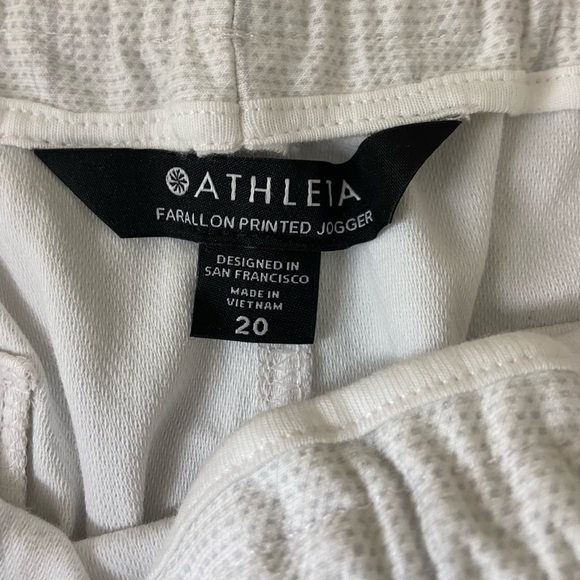 ATHLETA
FARALLON PRINTED JOGGER
DESIGNED IN
SAN FRANCISCO
MADE IN
VIETNAM
20